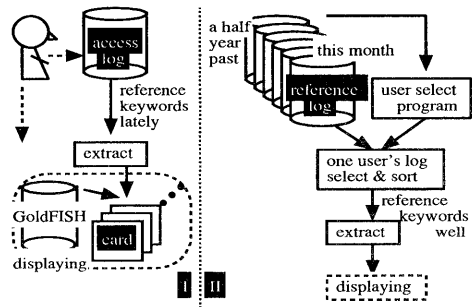 access
log
reference
keywords
lately
extract
GoldFISH
card
displaying
I
a half
year
past
this month
reference
log
user select
program
one user's log
select & sort
reference
keywords
well
extract
displaying
II